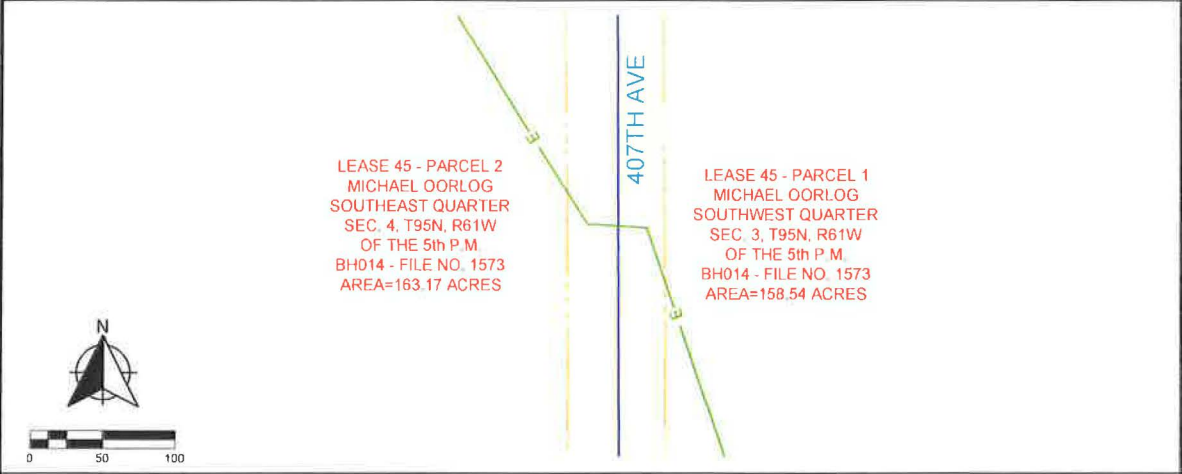 407TH AVE
LEASE 45 - PARCEL 2
MICHAEL OORLOG
SOUTHEAST QUARTER
SEC. 4, T95N, R61W
OF THE 5th P.M.
BH014 - FILE NO. 1573
AREA=163.17 ACRES
LEASE 45 - PARCEL 1
MICHAEL OORLOG
SOUTHWEST QUARTER
SEC. 3, T95N, R61W
OF THE 5th P.M.
BH014 - FILE NO. 1573
AREA=158.54 ACRES
E
E
N
0 50 100